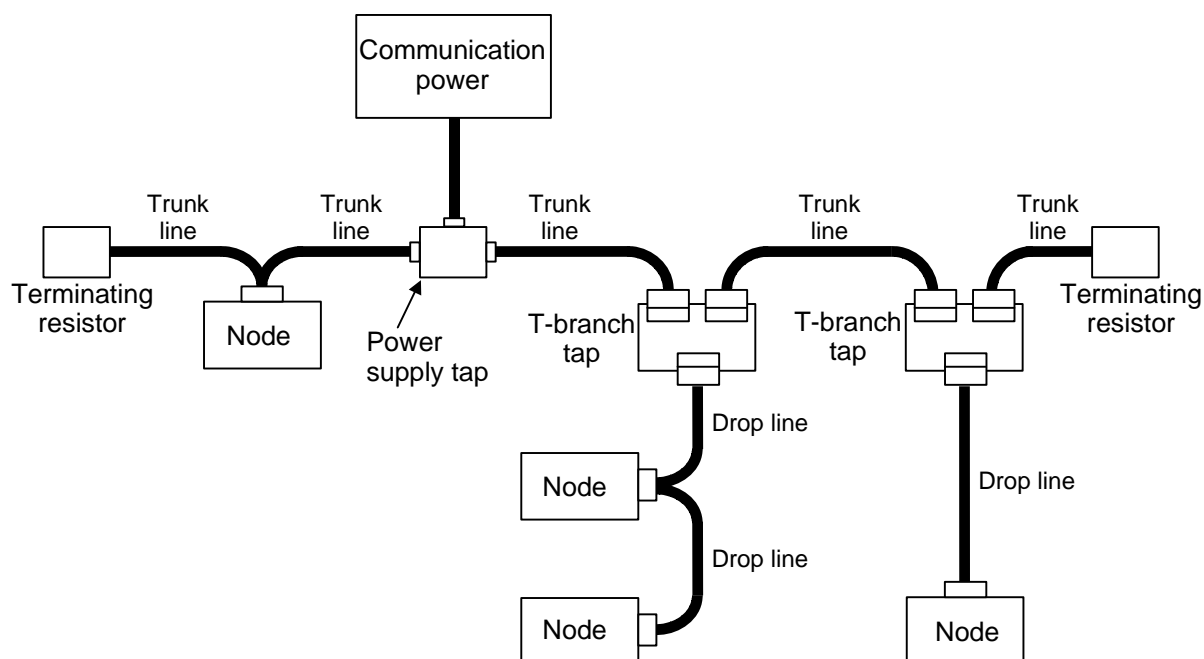 Communication
power
Trunk
line
Trunk
line
Trunk
line
Trunk
line
Trunk
line
Terminating
resistor
Node
Power
supply tap
T-branch
tap
T-branch
tap
Terminating
resistor
Drop line
Node
Drop line
Drop line
Node
Node